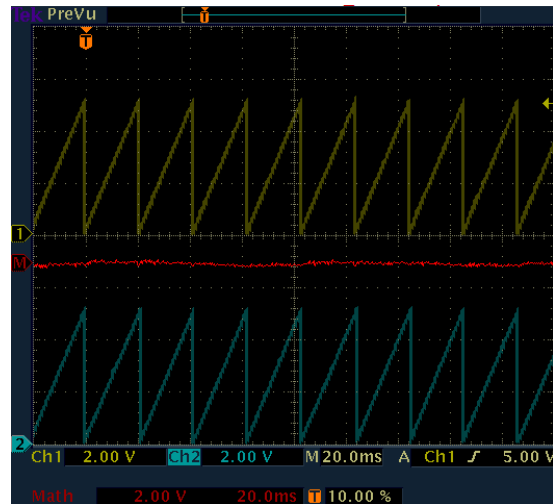 Tek PreVu
T
T
1
M
2
Ch1 2.00 V Ch2 2.00 V M 20.0ms A Ch1 5.00 V
Math 2.00 V 20.0ms T 10.00 %